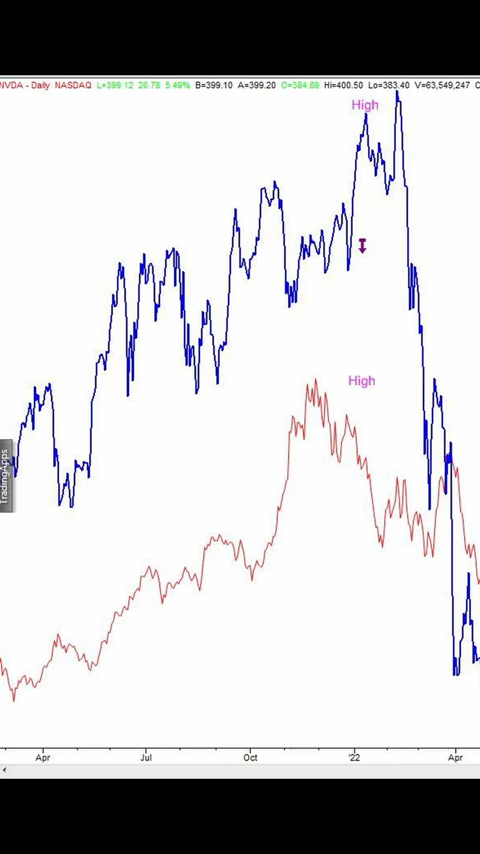 NVDA - Daily NASDAQ L=399.12 20.78 5.49% B=399.10 A=399.20 O=384.89 Hi=400.50 Lo=383.40 V=63,549,247 C
High
High
TradingApps
Apr Jul Oct '22 Apr